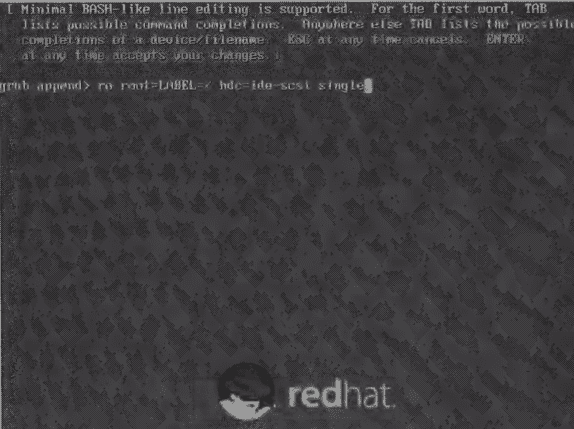 [ Minimal BASH-like line editing is supported. For the first word, TAB
lists possible command completions. Anywhere else TAB lists the possible
completions of a device/filename. ESC at any time cancels. ENTER
at any time accepts your changes.]
grub append> ro root=LABEL=/ hdc=ide-scsi single
redhat.